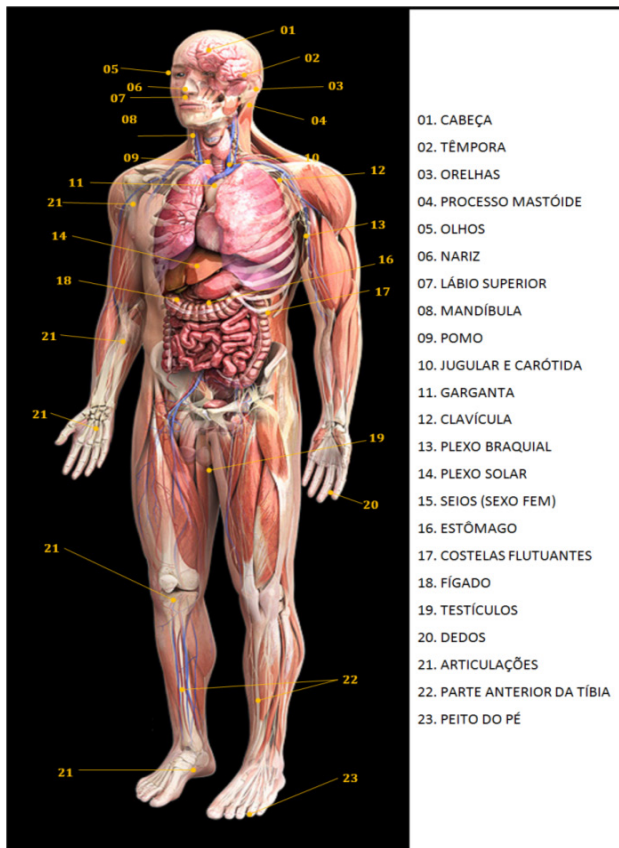 01
02
05
03
06
07
08
04
09
10
11
12
21
13
14
16
18
17
21
21
19
20
21
22
21
23
01. CABEÇA
02. TÊMPORA
03. ORELHAS
04. PROCESSO MASTÓIDE
05. OLHOS
06. NARIZ
07. LÁBIO SUPERIOR
08. MANDÍBULA
09. POMO
10. JUGULAR E CARÓTIDA
11. GARGANTA
12. CLAVÍCULA
13. PLEXO BRAQUIAL
14. PLEXO SOLAR
15. SEIOS (SEXO FEM)
16. ESTÔMAGO
17. COSTELAS FLUTUANTES
18. FÍGADO
19. TESTÍCULOS
20. DEDOS
21. ARTICULAÇÕES
22. PARTE ANTERIOR DA TÍBIA
23. PEITO DO PÉ